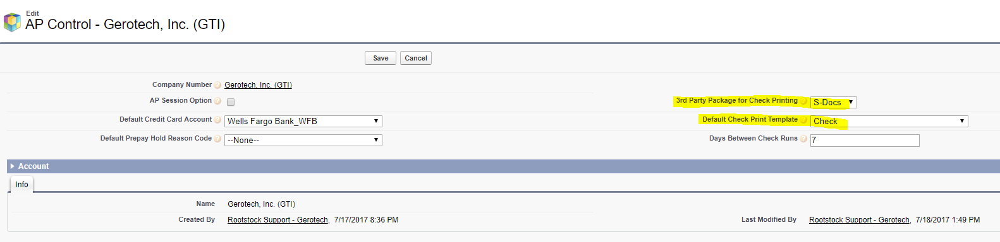 Edit
AP Control - Gerotech, Inc. (GTI)
Save Cancel
Company Number ? Gerotech, Inc. (GTI)
AP Session Option ? 3rd Party Package for Check Printing ? S-Docs
Default Credit Card Account ? Wells Fargo Bank_WFB Default Check Print Template ? Check
Default Prepay Hold Reason Code ? --None-- Days Between Check Runs ? 7
Account
Info
Name Gerotech, Inc. (GTI)
Created By Rootstock Support - Gerotech, 7/17/2017 8:36 PM Last Modified By Rootstock Support - Gerotech, 7/18/2017 1:49 PM